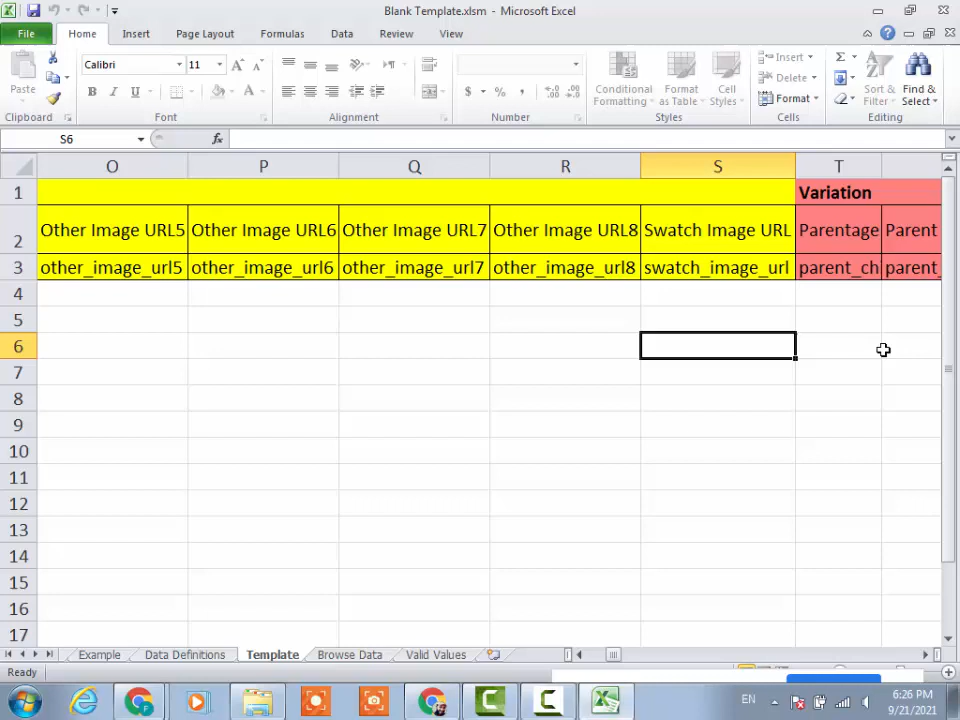 Blank Template.xlsm - Microsoft Excel
File Home Insert Page Layout Formulas Data Review View
Calibri 11
Paste
B I U
$ % ,
Conditional Formatting
Format as Table
Cell Styles
Insert
Delete
Format
Sort & Filter
Find & Select
Clipboard Font Alignment Number Styles Cells Editing
S6 fx
O P Q R S T
1 Variation
2 Other Image URL5 Other Image URL6 Other Image URL7 Other Image URL8 Swatch Image URL Parentage Parent
3 other_image_url5 other_image_url6 other_image_url7 other_image_url8 swatch_image_url parent_ch parent_
4
5
6
7
8
9
10
11
12
13
14
15
16
17
Example Data Definitions Template Browse Data Valid Values
Ready
EN
6:26 PM
9/21/2021